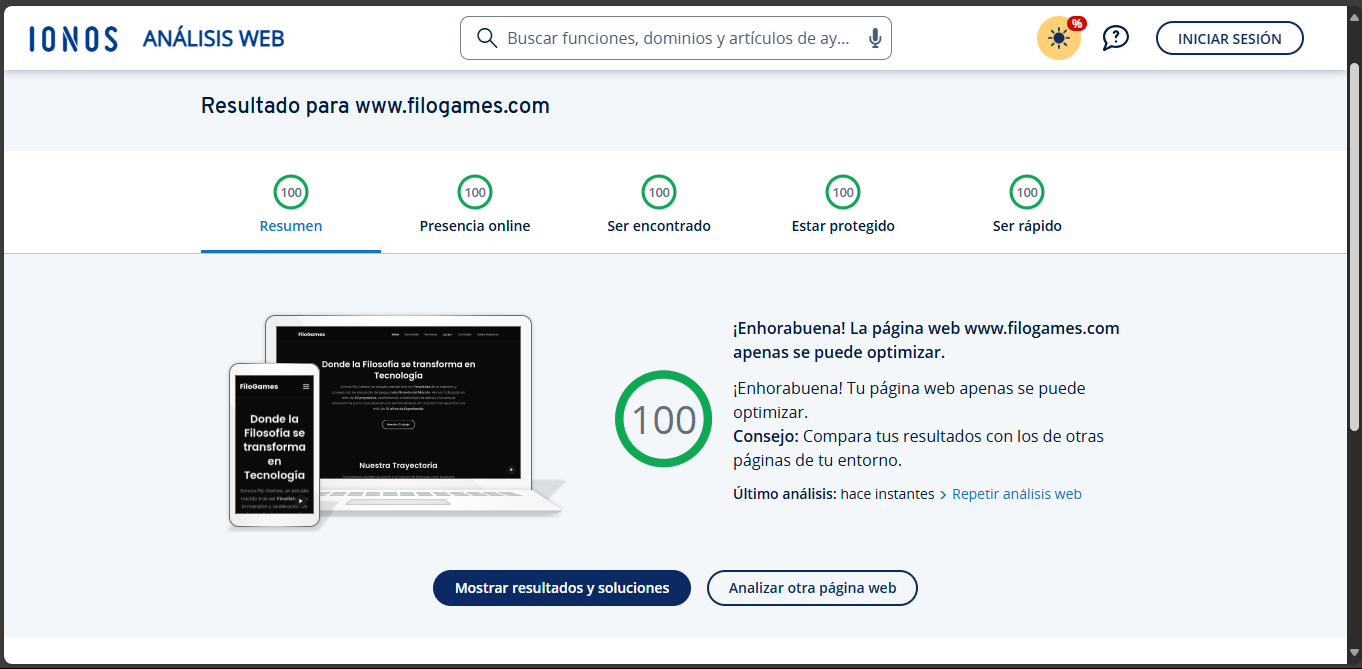 IONOS ANÁLISIS WEB
Buscar funciones, dominios y artículos de ay...
%
INICIAR SESIÓN
Resultado para www.filogames.com
100
100
100
100
100
Resumen
Presencia online
Ser encontrado
Estar protegido
Ser rápido
FiloGames
Donde la Filosofía se transforma en
Tecnología
Nuestra Trayectoria
FiloGames
Donde la
Filosofía se
transforma
en
Tecnología
100
¡Enhorabuena! La página web www.filogames.com
apenas se puede optimizar.
¡Enhorabuena! Tu página web apenas se puede
optimizar.
Consejo: Compara tus resultados con los de otras
páginas de tu entorno.
Último análisis: hace instantes › Repetir análisis web
Mostrar resultados y soluciones
Analizar otra página web